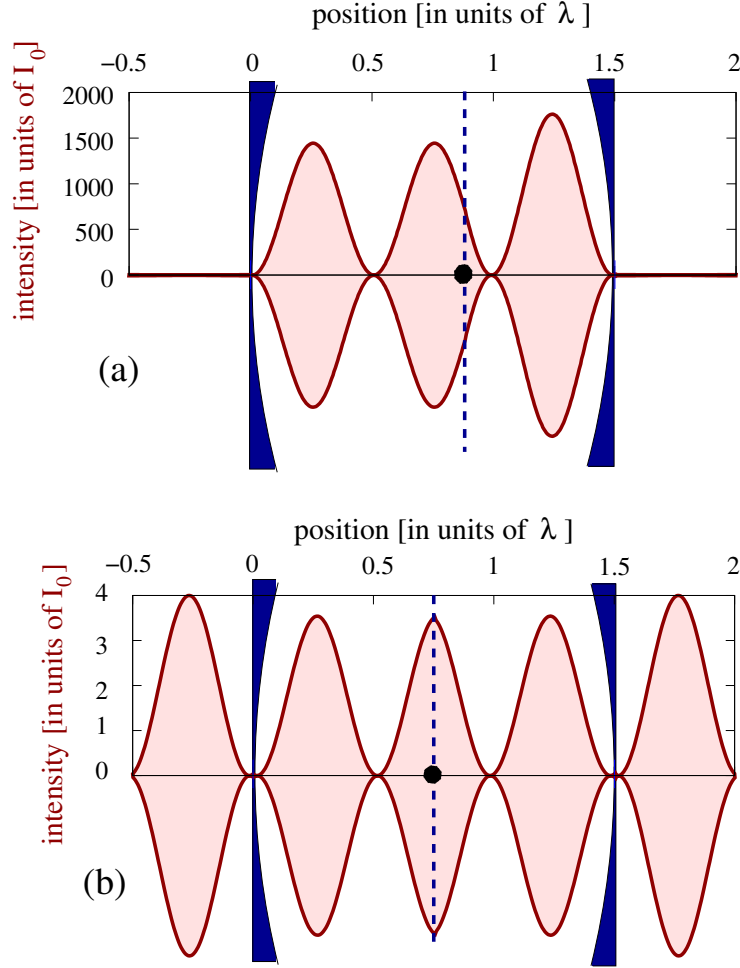 position [in units of λ ]
−0.5 0 0.5 1 1.5 2
intensity [in units of I_0]
2000
1500
1000
500
0
(a)
position [in units of λ ]
−0.5 0 0.5 1 1.5 2
intensity [in units of I_0]
4
3
2
1
0
(b)